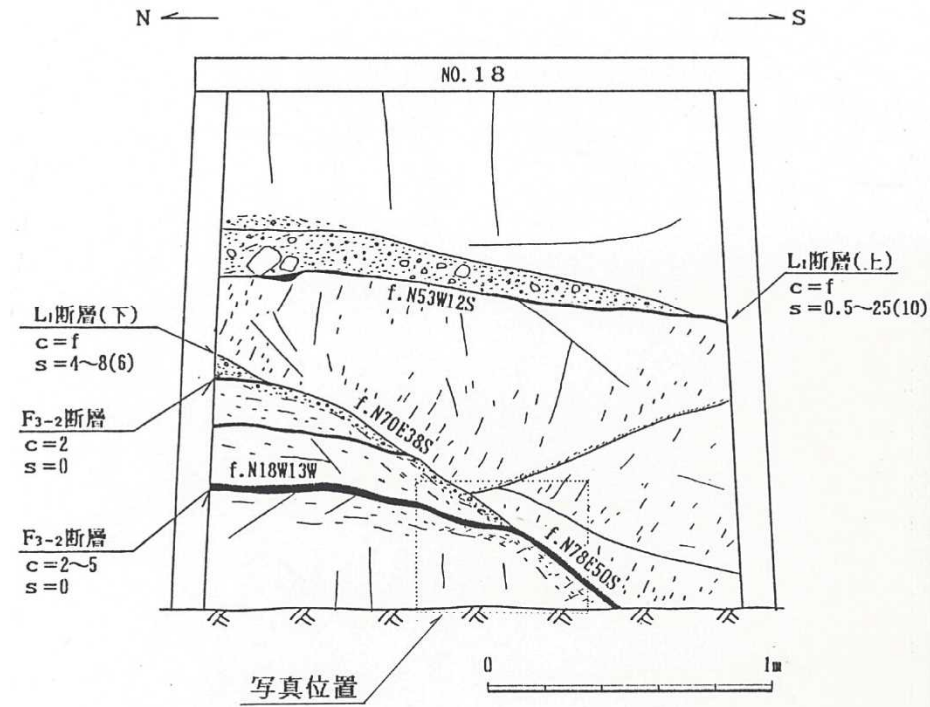 N S
NO.18
L₁断層(上)
c=f
s=0.5~25(10)
f.N53W12S
L₁断層(下)
c=f
s=4~8(6)
f.N70E38S
F₃₋₂断層
c=2
s=0
f.N18W13W
F₃₋₂断層
c=2~5
s=0
f.N78E50S
写真位置
0 1m